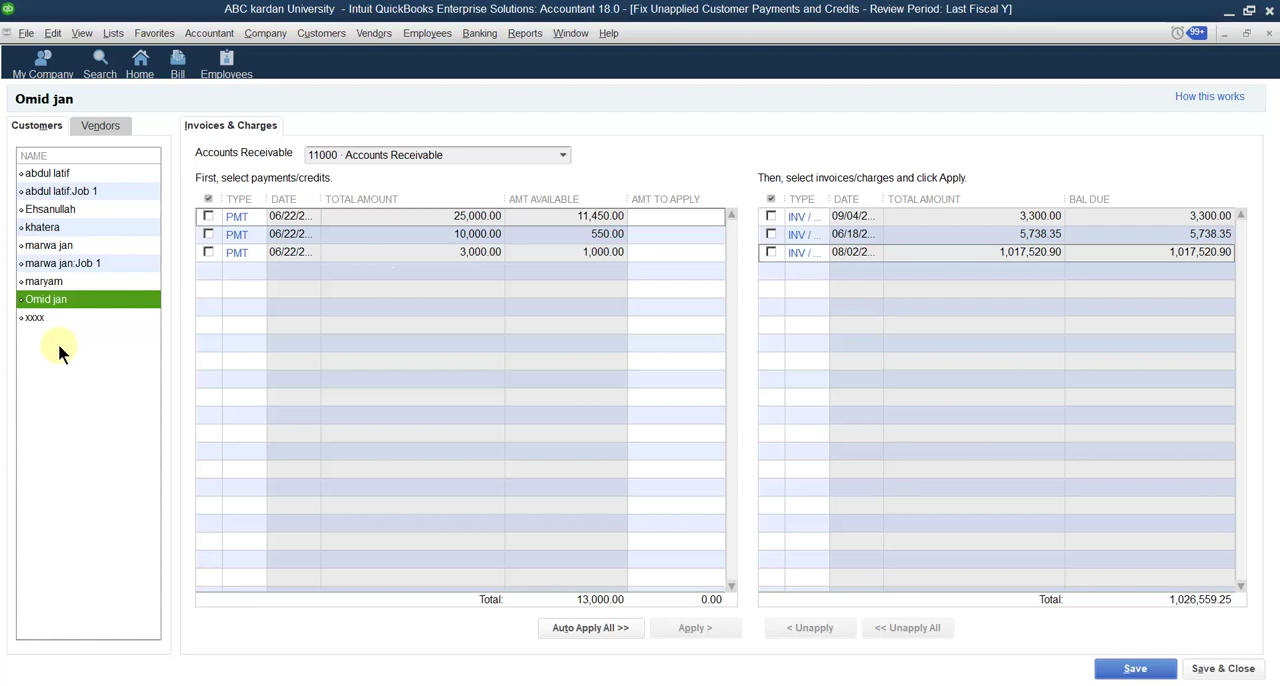 ABC kardan University - Intuit QuickBooks Enterprise Solutions: Accountant 18.0 - [Fix Unapplied Customer Payments and Credits - Review Period: Last Fiscal Y]
File Edit View Lists Favorites Accountant Company Customers Vendors Employees Banking Reports Window Help 99+
My Company Search Home Bill Employees
Omid jan How this works
Customers Vendors Invoices & Charges
NAME
abdul latif
abdul latif:Job 1
Ehsanullah
khatera
marwa jan
marwa jan:Job 1
maryam
Omid jan
xxxx
Accounts Receivable 11000 · Accounts Receivable
First, select payments/credits.
TYPE DATE TOTAL AMOUNT AMT AVAILABLE AMT TO APPLY
PMT 06/22/2... 25,000.00 11,450.00
PMT 06/22/2... 10,000.00 550.00
PMT 06/22/2... 3,000.00 1,000.00
Total: 13,000.00 0.00
Then, select invoices/charges and click Apply.
TYPE DATE TOTAL AMOUNT BAL DUE
INV / ... 09/04/2... 3,300.00 3,300.00
INV / ... 06/18/2... 5,738.35 5,738.35
INV / ... 08/02/2... 1,017,520.90 1,017,520.90
Total: 1,026,559.25
Auto Apply All >> Apply > < Unapply << Unapply All
Save Save & Close